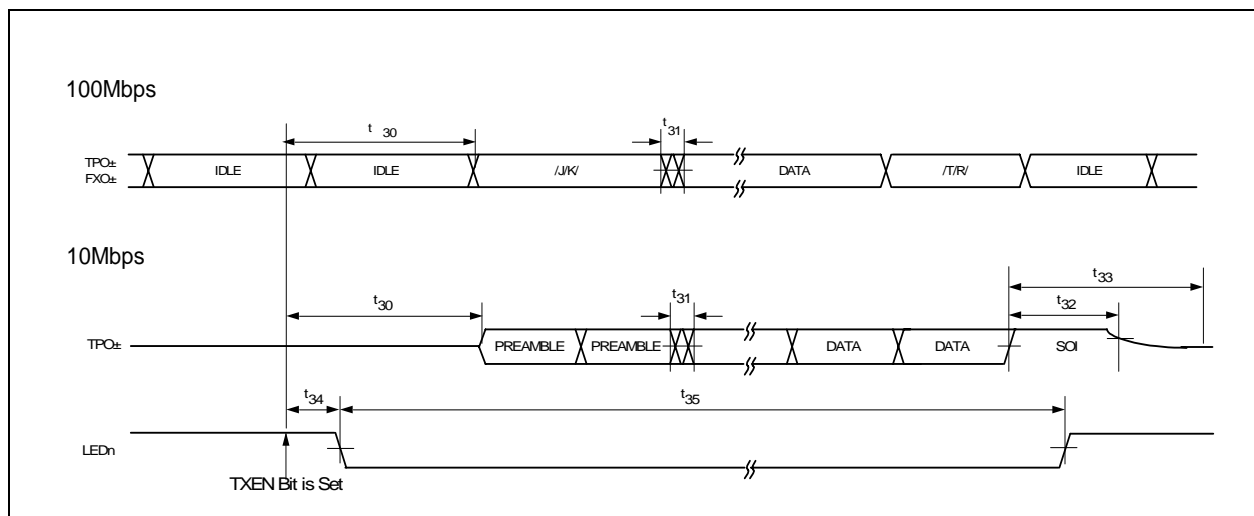 100Mbps
t 30
t 31
TPO±
FXO±
IDLE
IDLE
/J/K/
DATA
/T/R/
IDLE
10Mbps
t30
t31
t33
t32
TPO±
PREAMBLE
PREAMBLE
DATA
DATA
SOI
t34
t35
LEDn
TXEN Bit is Set